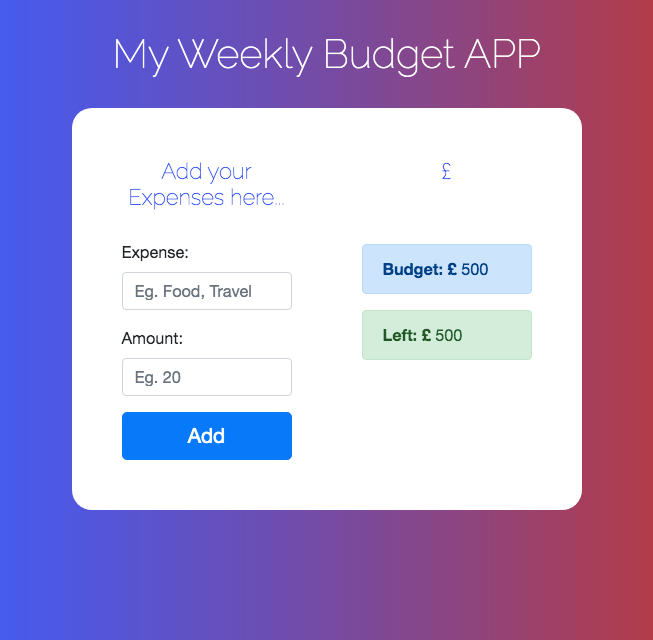 My Weekly Budget APP
Add your
Expenses here...
£
Expense:
Eg. Food, Travel
Amount:
Eg. 20
Add
Budget: £ 500
Left: £ 500